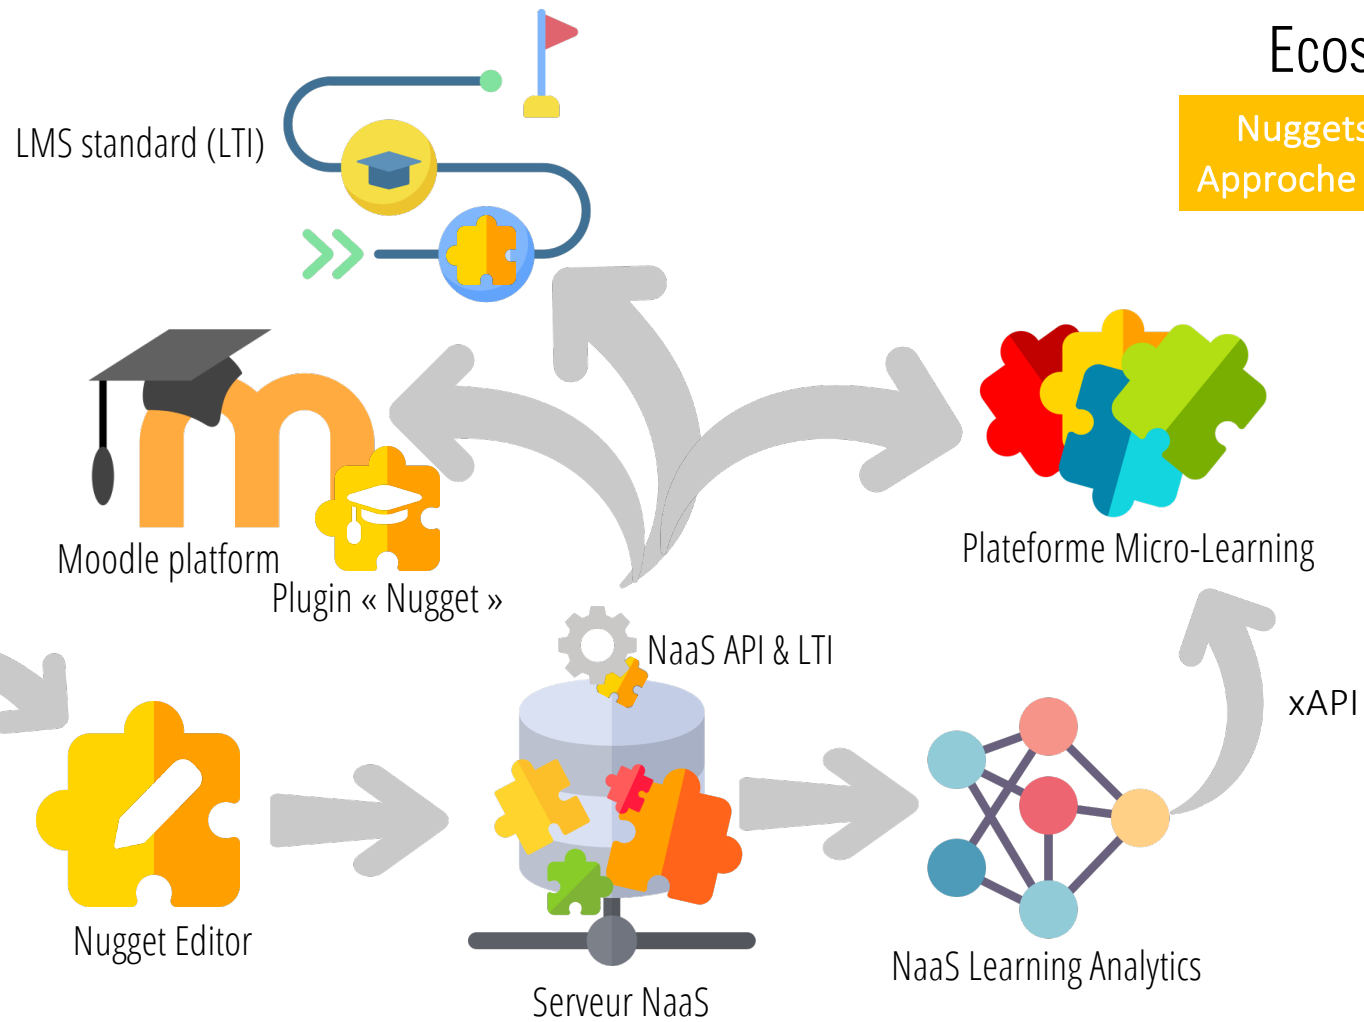 Ecos
Nuggets
Approche
LMS standard (LTI)
Moodle platform
Plugin « Nugget »
Plateforme Micro-Learning
NaaS API & LTI
xAPI
Nugget Editor
Serveur NaaS
NaaS Learning Analytics